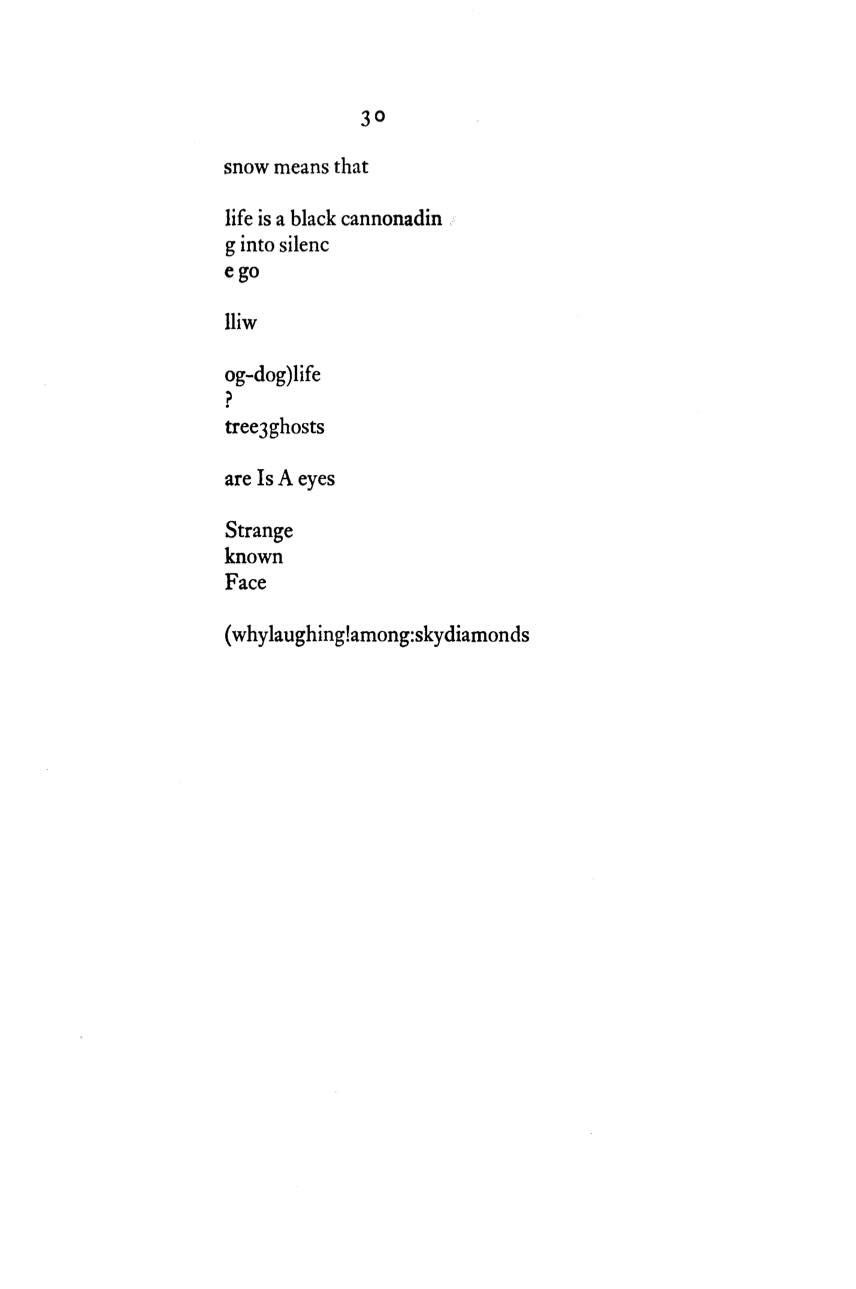 30
snow means that
life is a black cannonadin
g into silenc
e go
lliw
og-dog)life
?
tree3ghosts
are Is A eyes
Strange
known
Face
(whylaughing!among:skydiamonds